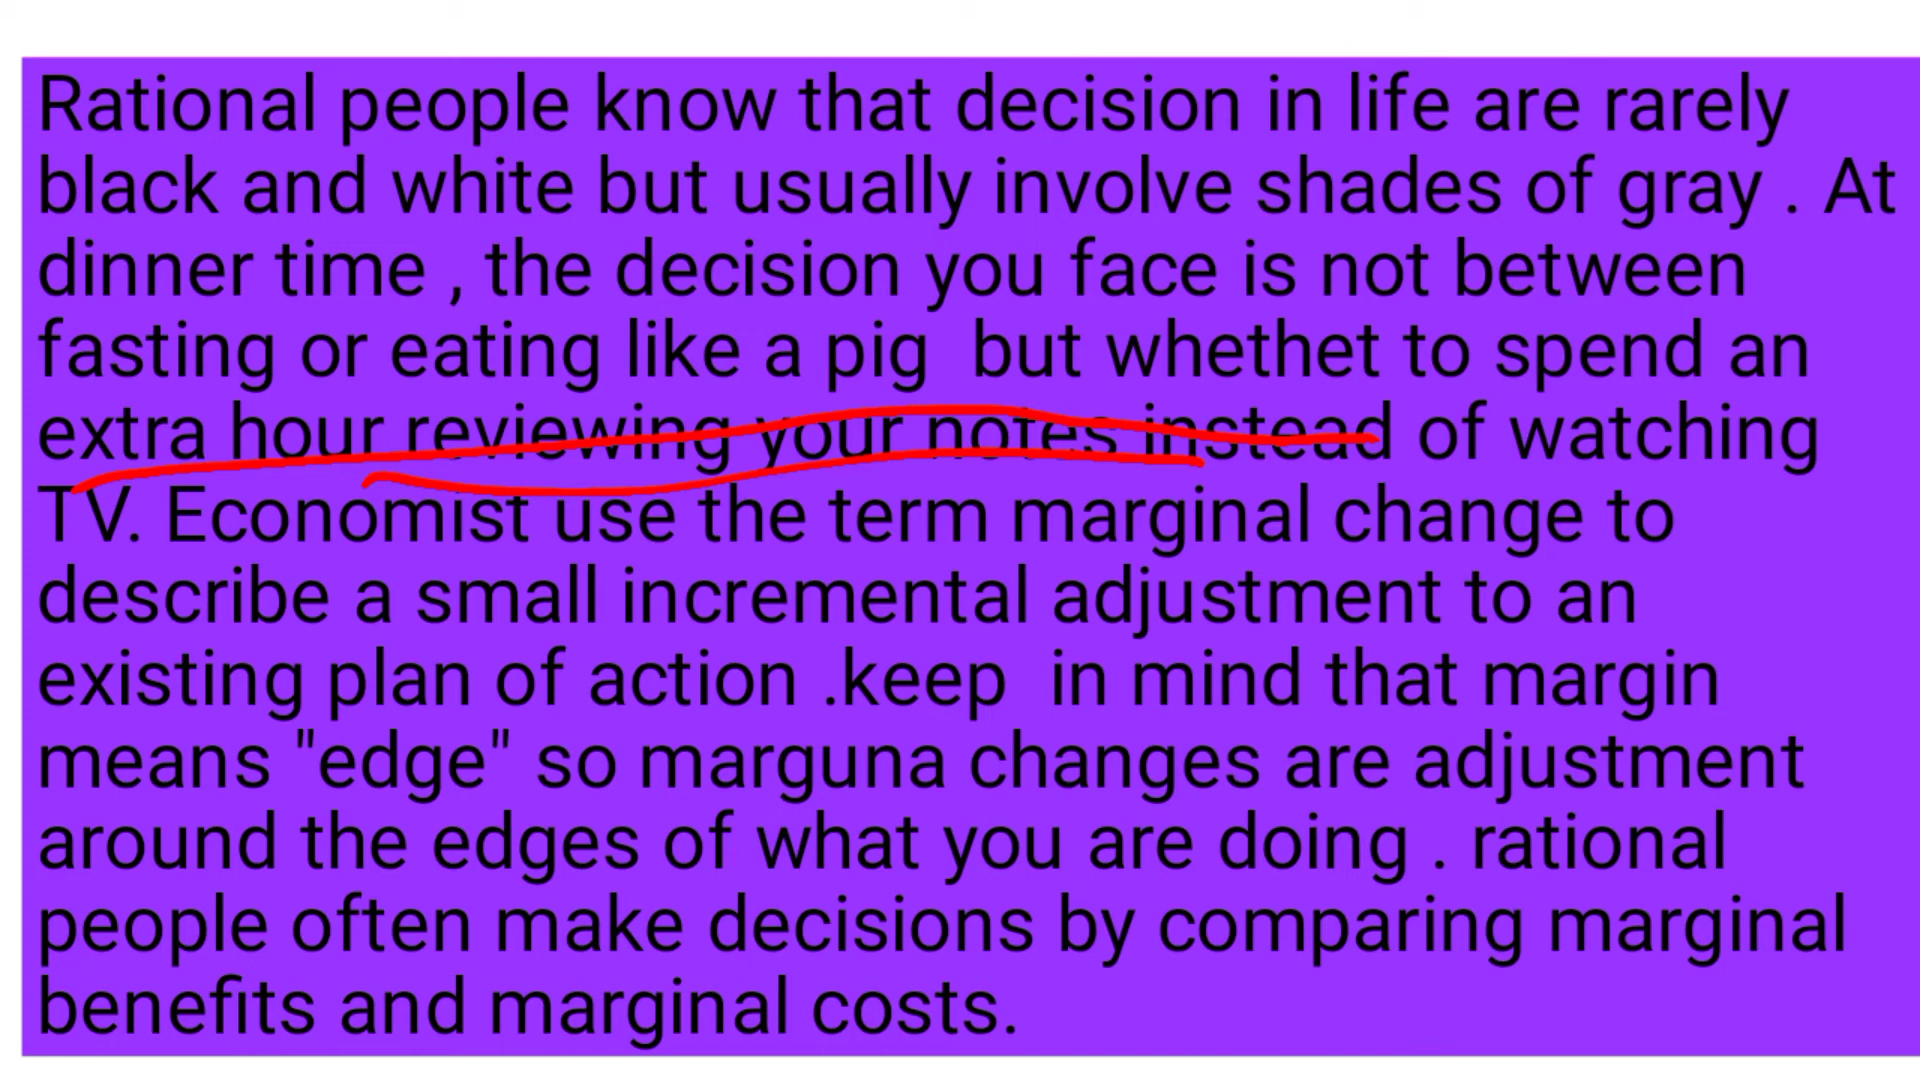 Rational people know that decision in life are rarely
black and white but usually involve shades of gray . At
dinner time , the decision you face is not between
fasting or eating like a pig  but whethet to spend an
extra hour reviewing your notes instead of watching
TV. Economist use the term marginal change to
describe a small incremental adjustment to an
existing plan of action .keep  in mind that margin
means "edge" so marguna changes are adjustment
around the edges of what you are doing . rational
people often make decisions by comparing marginal
benefits and marginal costs.